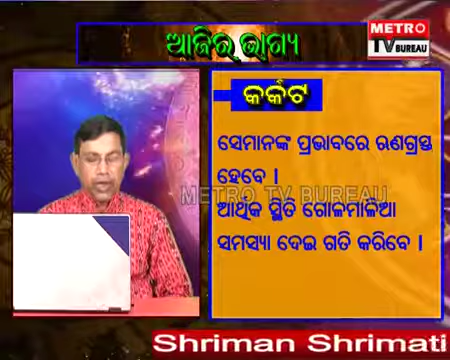 ଆଜିର ଭାଗ୍ୟ
METRO
TV BUREAU
କର୍କଟ
ସେମାନଙ୍କ ପ୍ରଭାବରେ ଋଣଗ୍ରସ୍ତ
ହେବେ ।
METRO TV BUREAU
ଆର୍ଥିକ ସ୍ଥିତି ଗୋଳମାଳିଆ
ସମସ୍ୟା ଦେଇ ଗତି କରିବେ ।
Shriman Shrimati